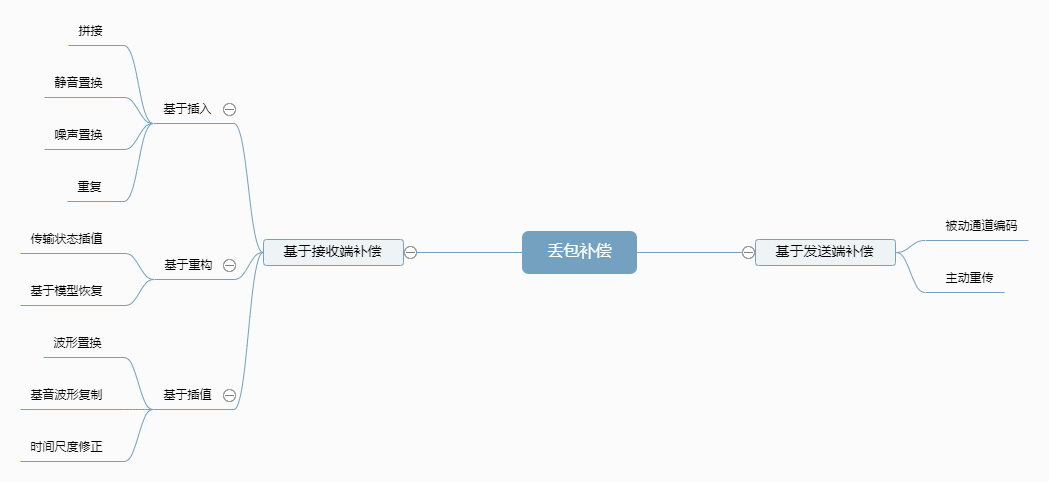 拼接
静音置换
基于插入
噪声置换
重复
传输状态插值
基于重构
基于模型恢复
波形置换
基音波形复制
基于插值
时间尺度修正
基于接收端补偿
丢包补偿
基于发送端补偿
被动通道编码
主动重传